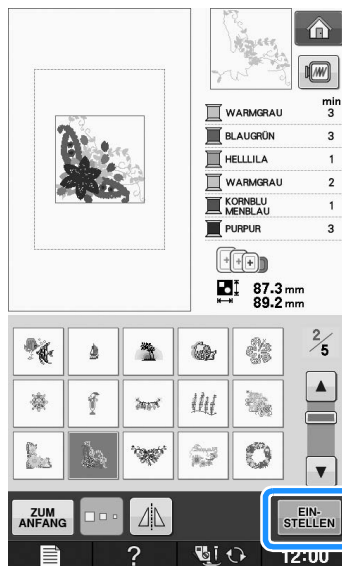 min
WARMGRAU 3
BLAUGRÜN 3
HELLLILA 1
WARMGRAU 2
KORNBLU
MENBLAU 1
PURPUR 3
87.3 mm
89.2 mm
2/5
ZUM
ANFANG
EIN-
STELLEN
?
12:00